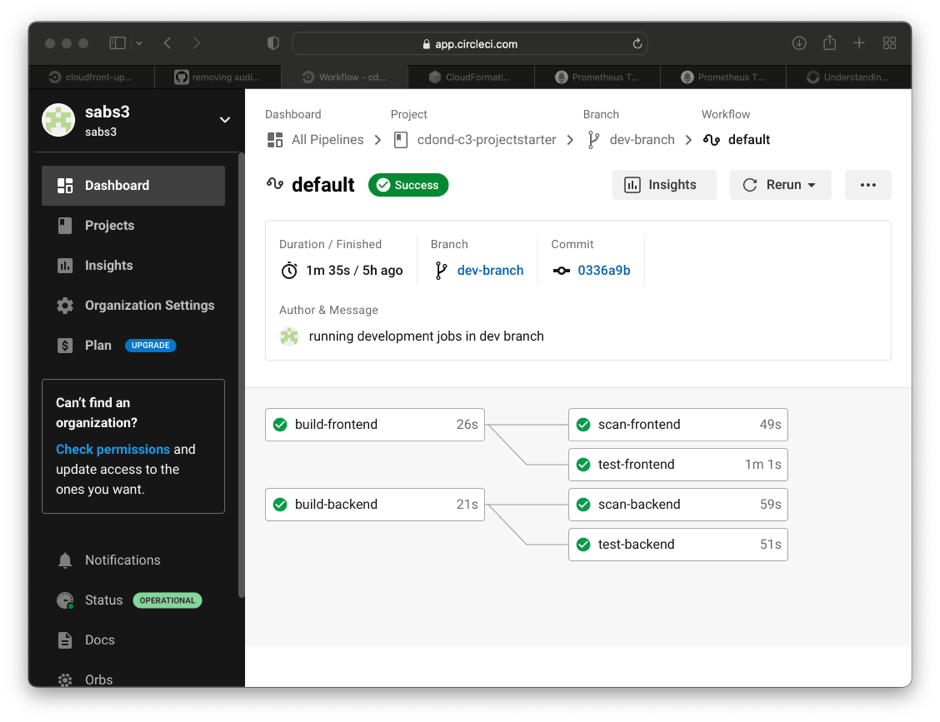 app.circleci.com
cloudfront-up...
removing audi...
Workflow - cd...
CloudFormati...
Prometheus T...
Prometheus T...
Understandin...
sabs3
sabs3
Dashboard
Projects
Insights
Organization Settings
Plan UPGRADE
Can't find an
organization?
Check permissions and
update access to the
ones you want.
Notifications
Status OPERATIONAL
Docs
Orbs
Dashboard Project Branch Workflow
All Pipelines cdond-c3-projectstarter dev-branch default
default Success Insights Rerun
Duration / Finished Branch Commit
1m 35s / 5h ago dev-branch 0336a9b
Author & Message
running development jobs in dev branch
build-frontend 26s scan-frontend 49s
test-frontend 1m 1s
build-backend 21s scan-backend 59s
test-backend 51s